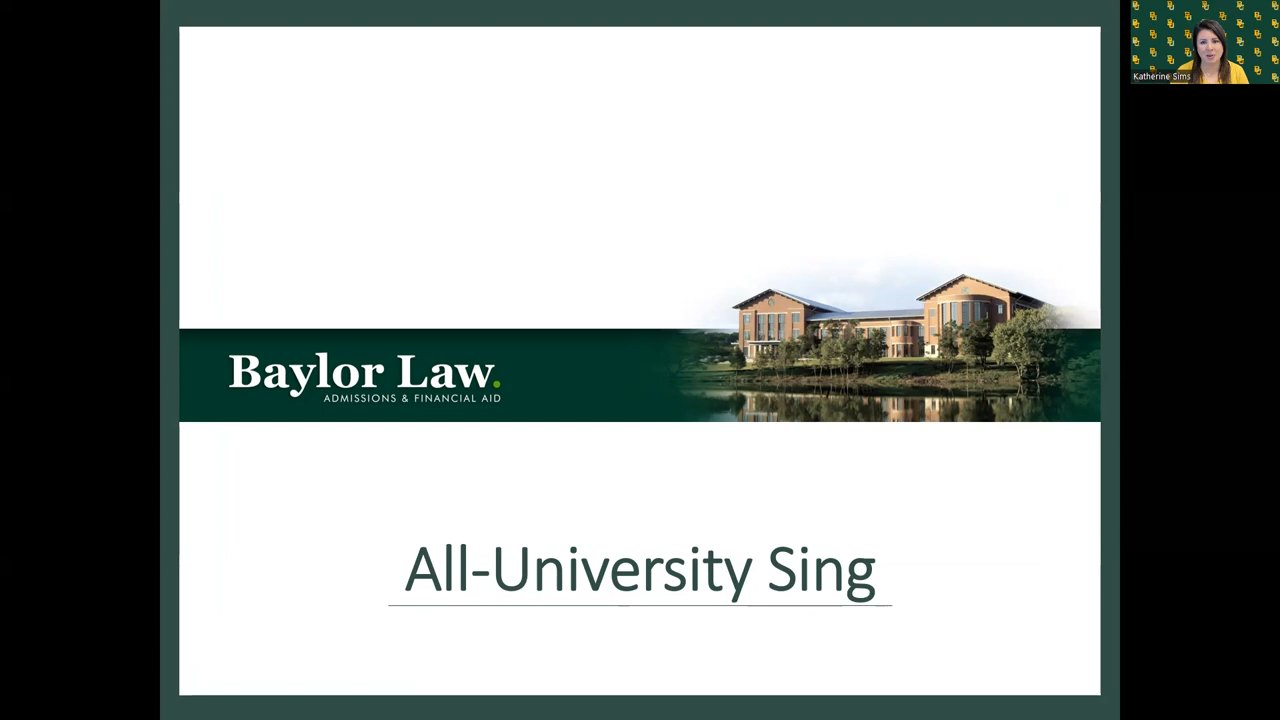 Baylor Law.
ADMISSIONS & FINANCIAL AID
All-University Sing
Katherine Sims